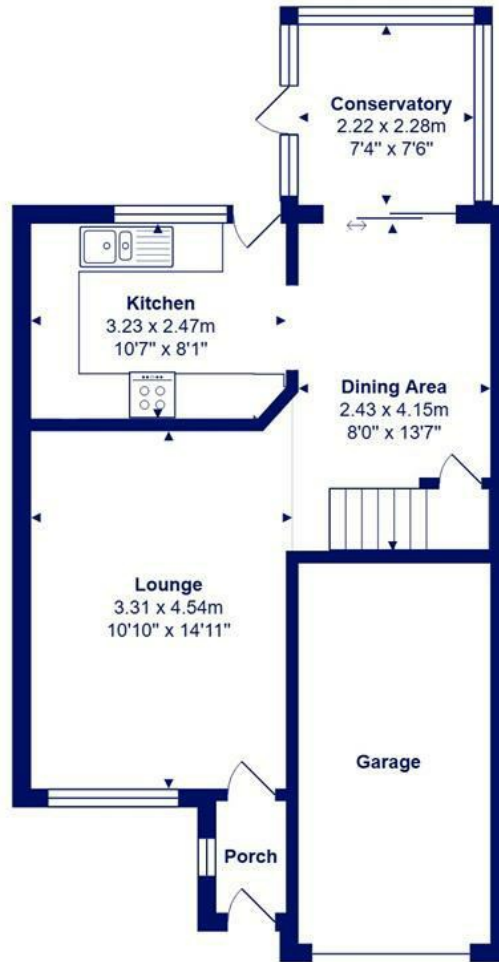 Conservatory
2.22 x 2.28m
7'4" x 7'6"
Kitchen
3.23 x 2.47m
10'7" x 8'1"
Dining Area
2.43 x 4.15m
8'0" x 13'7"
Lounge
3.31 x 4.54m
10'10" x 14'11"
Garage
Porch